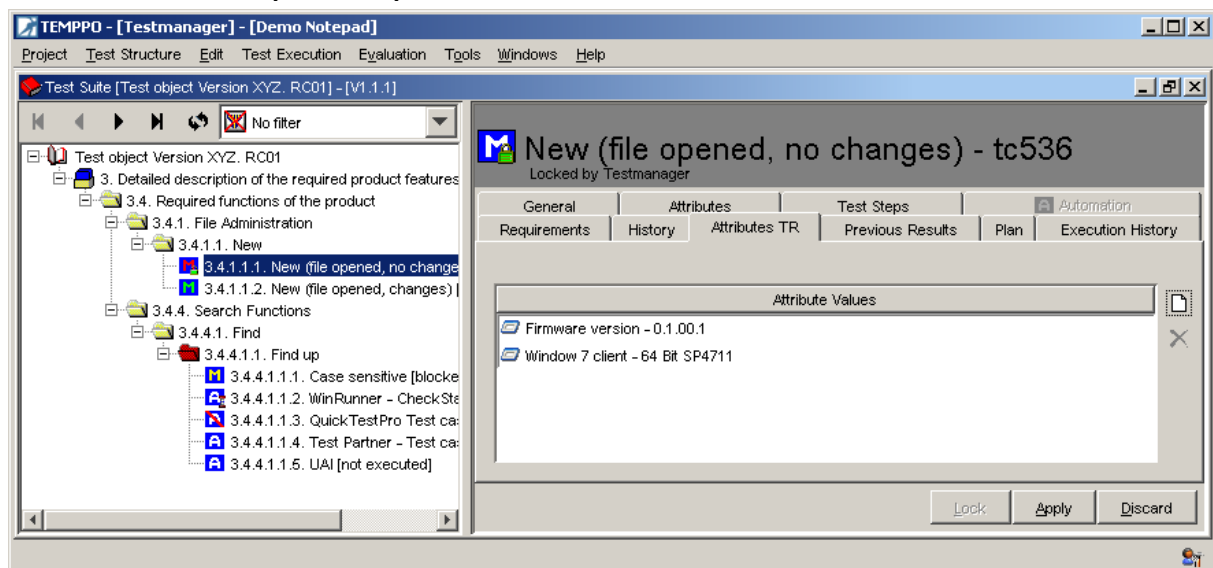 TEMPPO - [Testmanager] - [Demo Notepad]
Project Test Structure Edit Test Execution Evaluation Tools Windows Help
Test Suite [Test object Version XYZ. RC01] - [V1.1.1]
No filter
Test object Version XYZ. RC01
3. Detailed description of the required product features
3.4. Required functions of the product
3.4.1. File Administration
3.4.1.1. New
3.4.1.1.1. New (file opened, no change
3.4.1.1.2. New (file opened, changes) [
3.4.4. Search Functions
3.4.4.1. Find
3.4.4.1.1. Find up
3.4.4.1.1.1. Case sensitive [blocke
3.4.4.1.1.2. WinRunner - CheckSta
3.4.4.1.1.3. QuickTestPro Test ca
3.4.4.1.1.4. Test Partner - Test ca
3.4.4.1.1.5. UAI [not executed]
New (file opened, no changes) - tc536
Locked by Testmanager
General Attributes Test Steps Automation
Requirements History Attributes TR Previous Results Plan Execution History
Attribute Values
Firmware version - 0.1.00.1
Window 7 client - 64 Bit SP4711
Lock Apply Discard